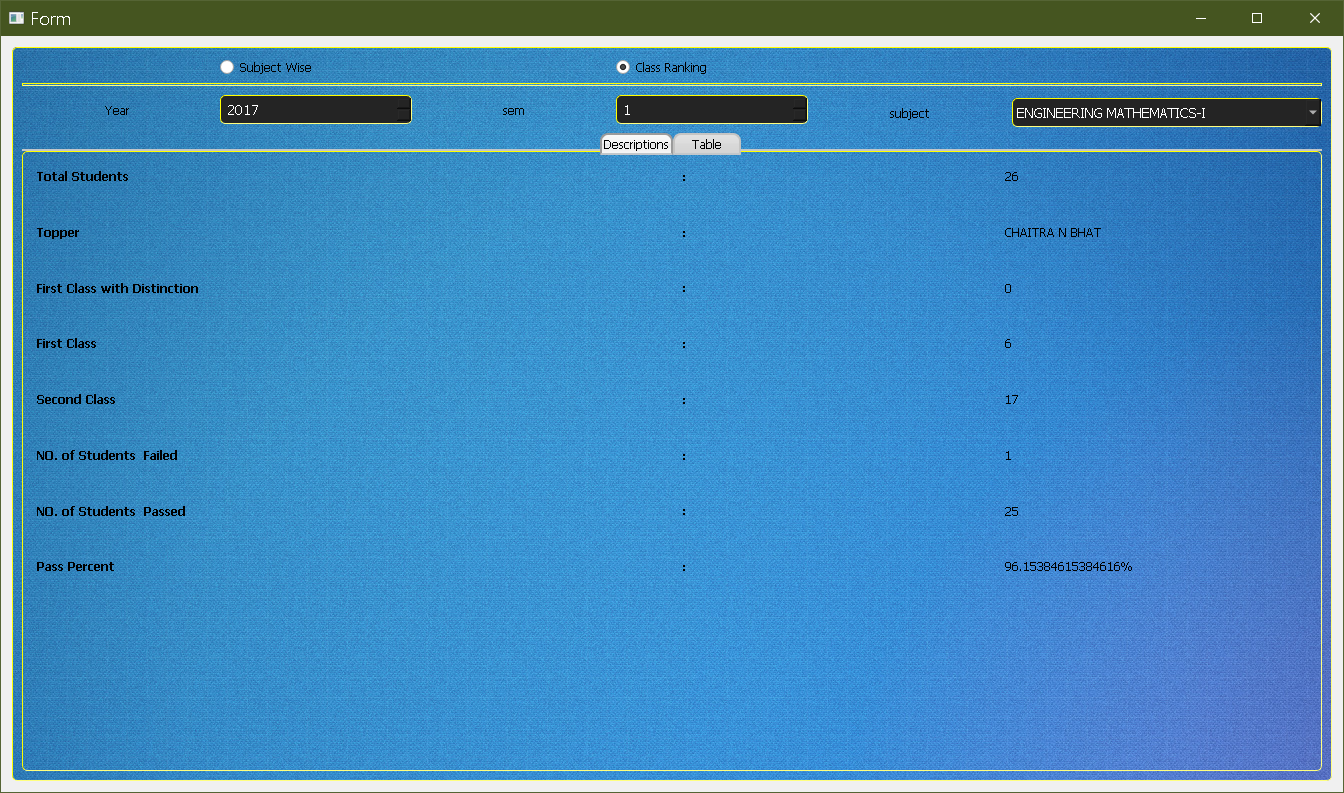 Form
Subject Wise Class Ranking
Year 2017 sem 1 subject ENGINEERING MATHEMATICS-I
Descriptions Table
Total Students : 26
Topper : CHAITRA N BHAT
First Class with Distinction : 0
First Class : 6
Second Class : 17
NO. of Students  Failed : 1
NO. of Students  Passed : 25
Pass Percent : 96.15384615384616%